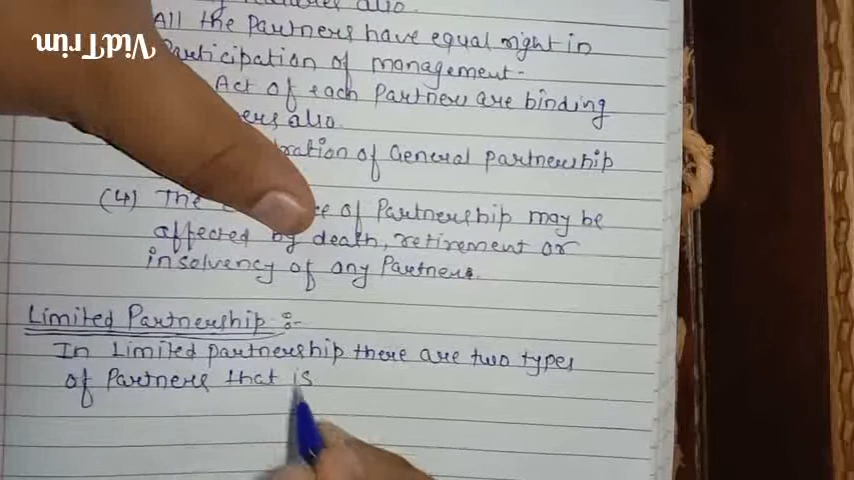 also.
All the Partners have equal right in
Participation of management-
Act of each Partners are binding
also.
of General partnership
(4) The of Partnership may be
affected by death, retirement or
insolvency of any Partners.
Limited Partnership :-
In Limited partnership there are two types
of Partners that is
VidTrim